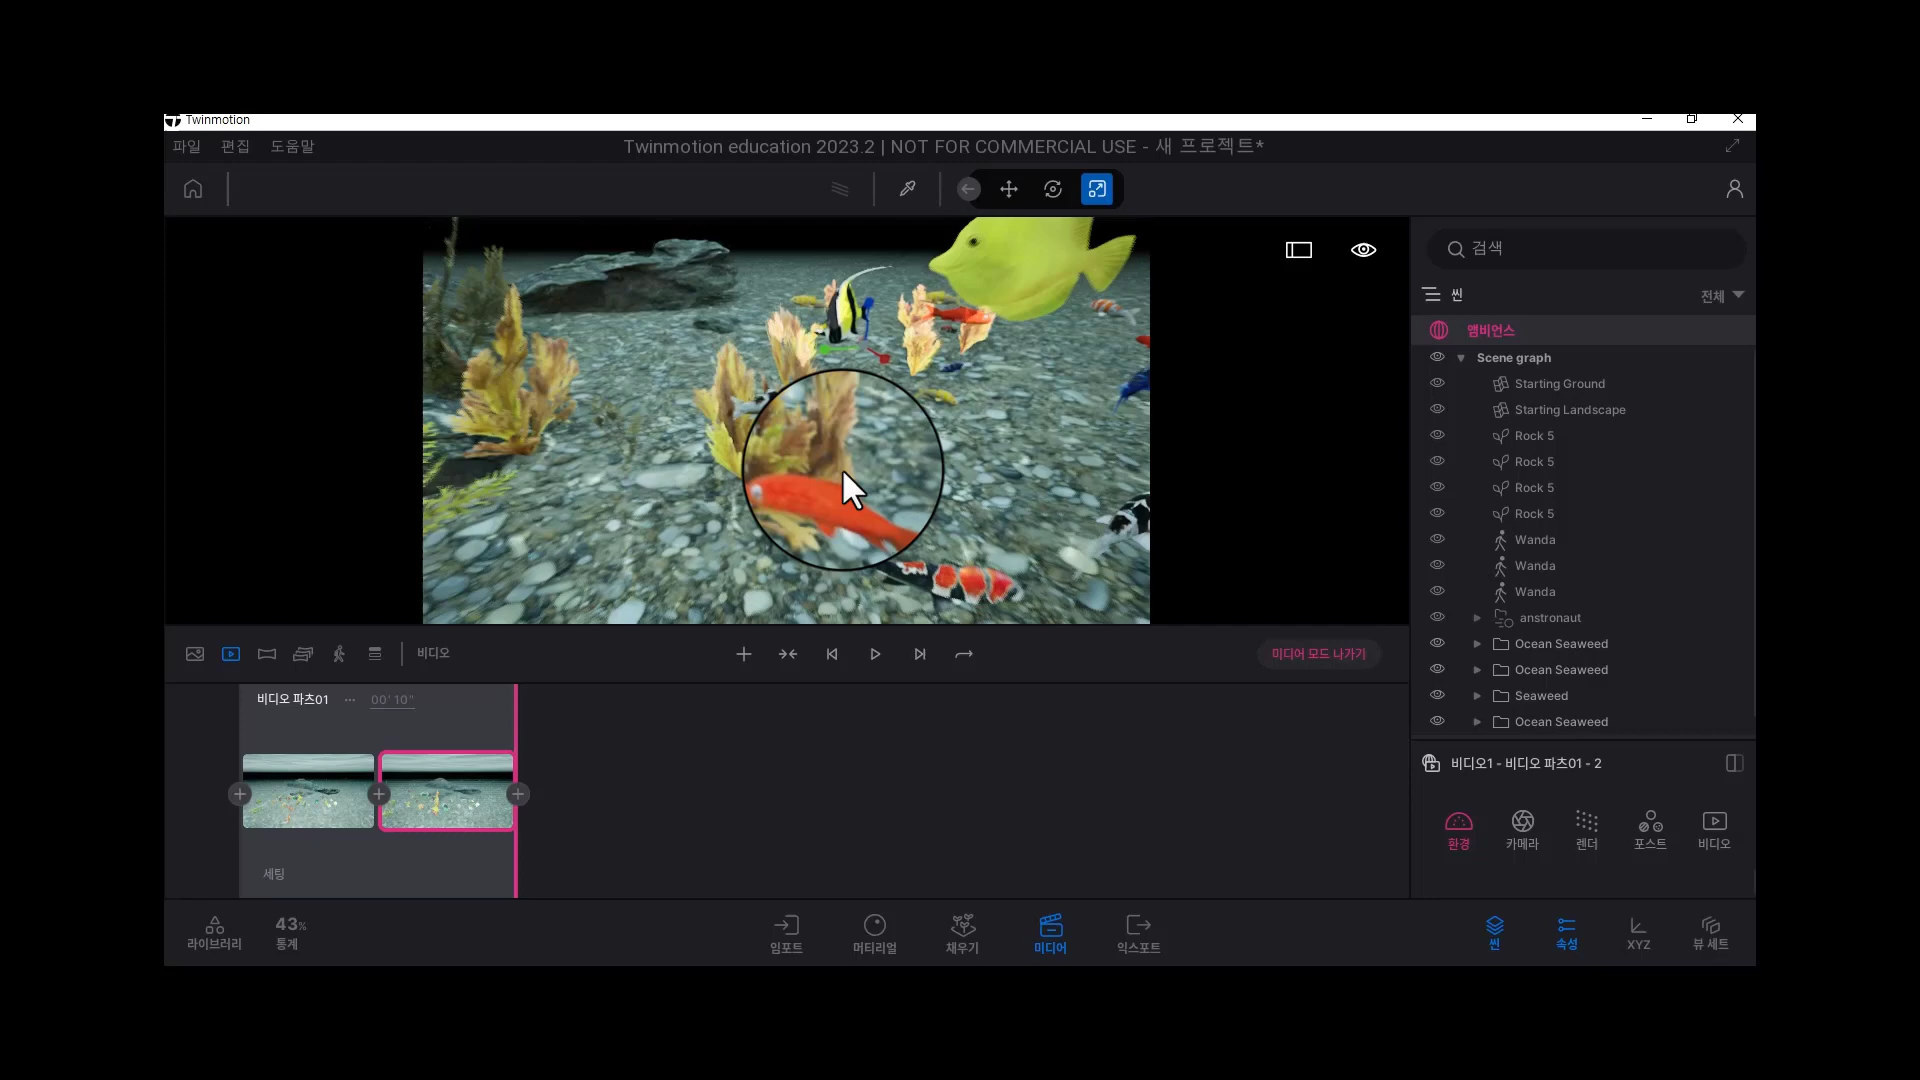 Twinmotion
파일 편집 도움말
Twinmotion education 2023.2 | NOT FOR COMMERCIAL USE - 새 프로젝트*
검색
씬 전체
앰비언스
Scene graph
Starting Ground
Starting Landscape
Rock 5
Rock 5
Rock 5
Rock 5
Wanda
Wanda
Wanda
anstronaut
Ocean Seaweed
Ocean Seaweed
Seaweed
Ocean Seaweed
비디오
미디어 모드 나가기
비디오 파츠01 ... 00' 10"
세팅
비디오1 - 비디오 파츠01 - 2
환경 카메라 렌더 포스트 비디오
라이브러리
43%
통계
임포트 머티리얼 채우기 미디어 익스포트
씬 속성 XYZ 뷰 세트